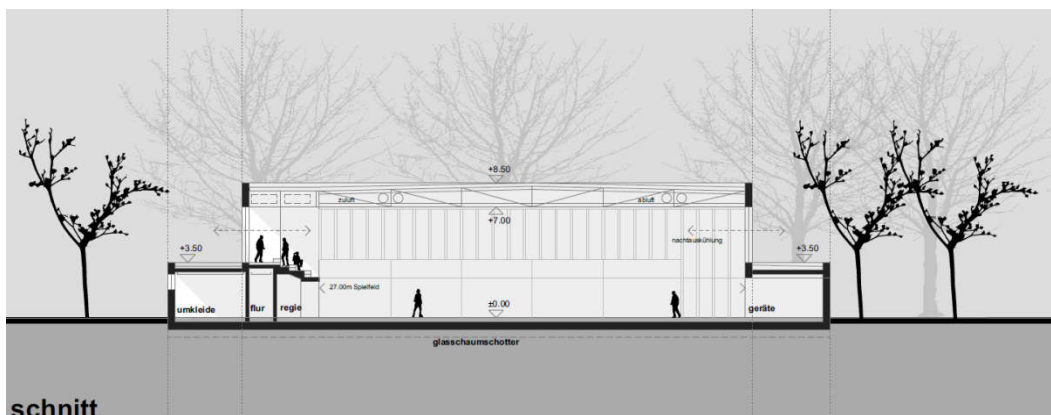 +8.50
zuluft
abluft
+7.00
nachtauskühlung
+3.50
+3.50
27.00m Spielfeld
±0.00
umkleide
flur
regie
geräte
glasschaumschotter
schnitt